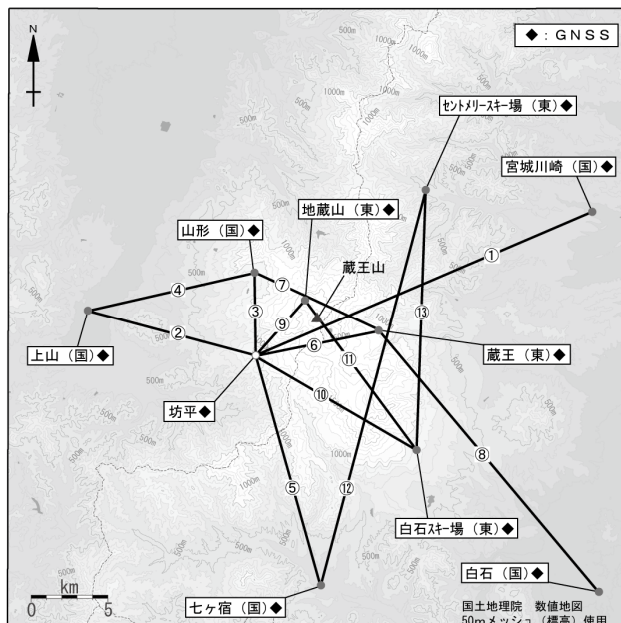 N
◆：ＧＮＳＳ
セントメリースキー場（東）◆
宮城川崎（国）◆
地蔵山（東）◆
山形（国）◆
蔵王山
①
⑦
④
③
⑨
⑬
②
⑥
上山（国）◆
⑪
蔵王（東）◆
坊平◆
⑩
⑧
⑤
⑫
白石スキー場（東）◆
白石（国）◆
km
0 5
七ヶ宿（国）◆
国土地理院　数値地図
50ｍメッシュ（標高）使用
500m
1000m